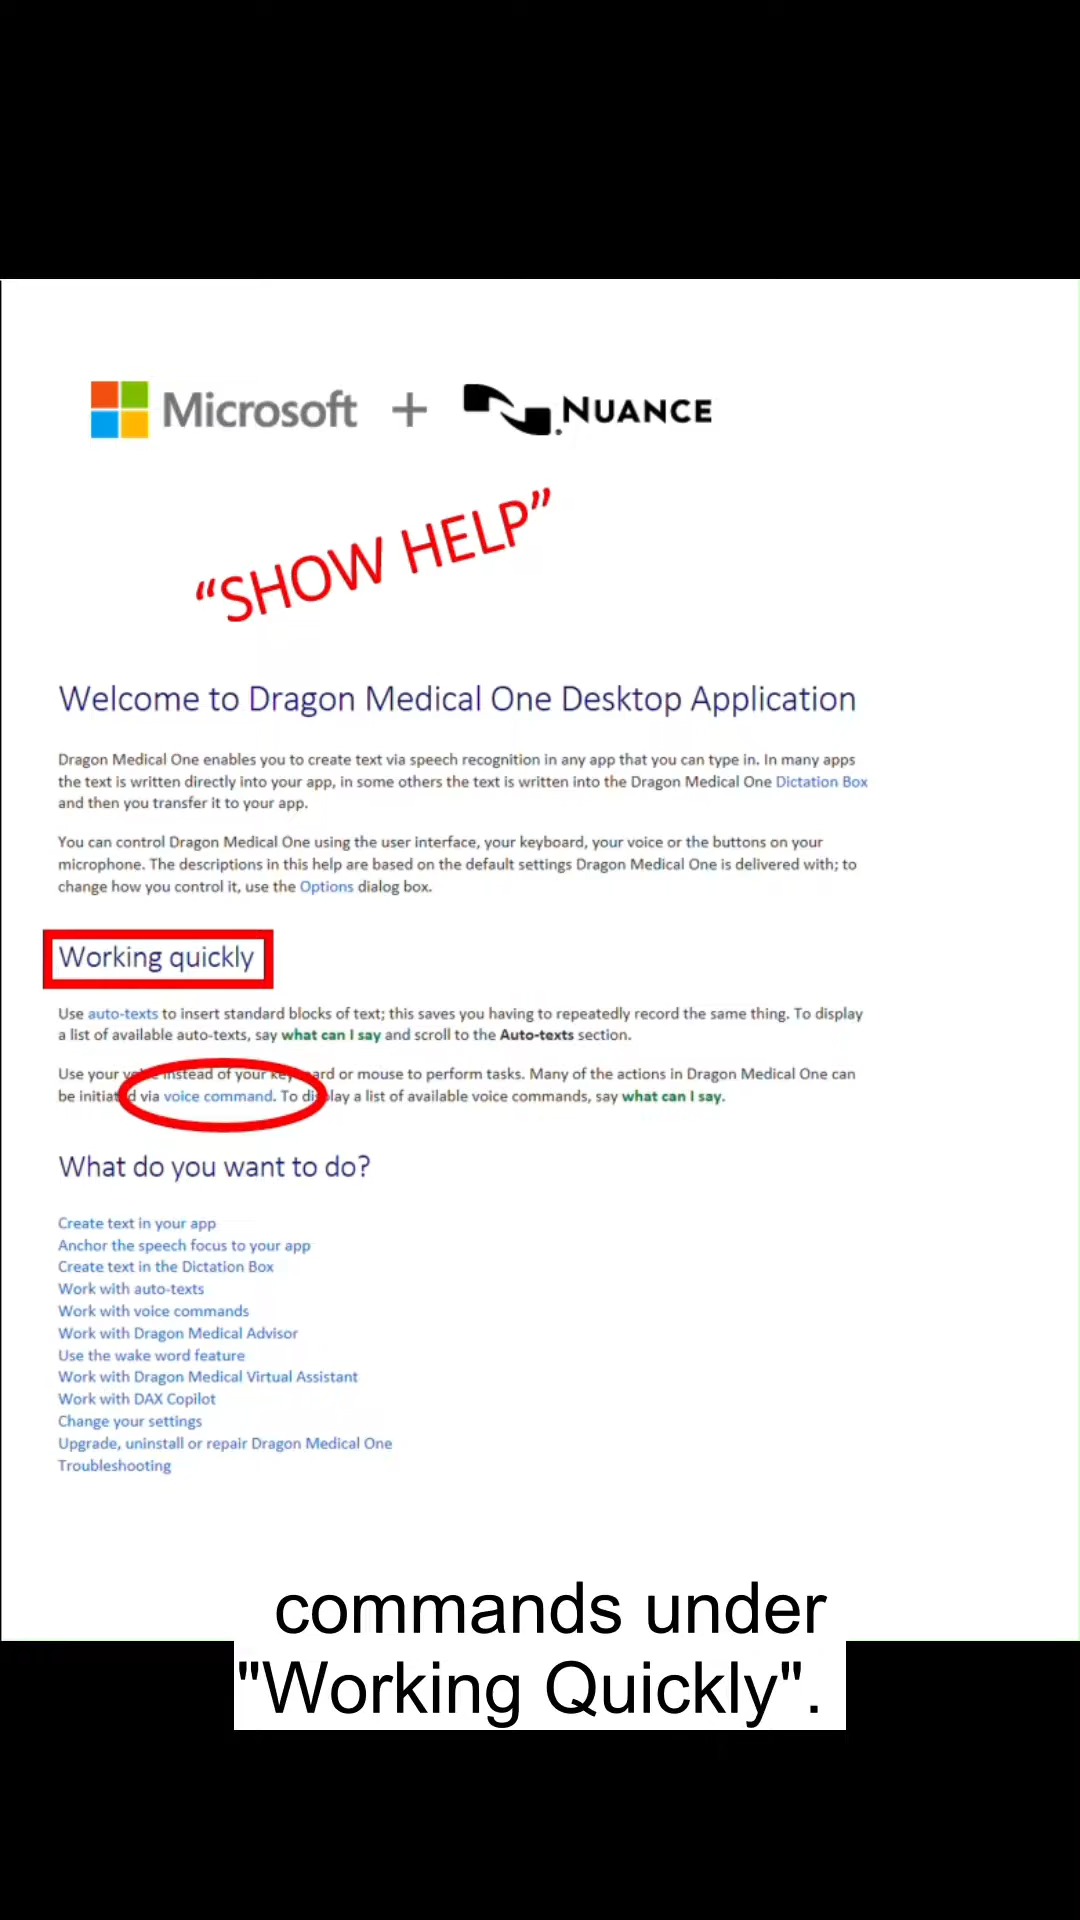 Microsoft + NUANCE
“SHOW HELP”
Welcome to Dragon Medical One Desktop Application
Dragon Medical One enables you to create text via speech recognition in any app that you can type in. In many apps
the text is written directly into your app, in some others the text is written into the Dragon Medical One Dictation Box
and then you transfer it to your app.
You can control Dragon Medical One using the user interface, your keyboard, your voice or the buttons on your
microphone. The descriptions in this help are based on the default settings Dragon Medical One is delivered with; to
change how you control it, use the Options dialog box.
Working quickly
Use auto-texts to insert standard blocks of text; this saves you having to repeatedly record the same thing. To display
a list of available auto-texts, say what can I say and scroll to the Auto-texts section.
Use your voice instead of your keyboard or mouse to perform tasks. Many of the actions in Dragon Medical One can
be initiated via voice command. To display a list of available voice commands, say what can I say.
What do you want to do?
Create text in your app
Anchor the speech focus to your app
Create text in the Dictation Box
Work with auto-texts
Work with voice commands
Work with Dragon Medical Advisor
Use the wake word feature
Work with Dragon Medical Virtual Assistant
Work with DAX Copilot
Change your settings
Upgrade, uninstall or repair Dragon Medical One
Troubleshooting
commands under
"Working Quickly".